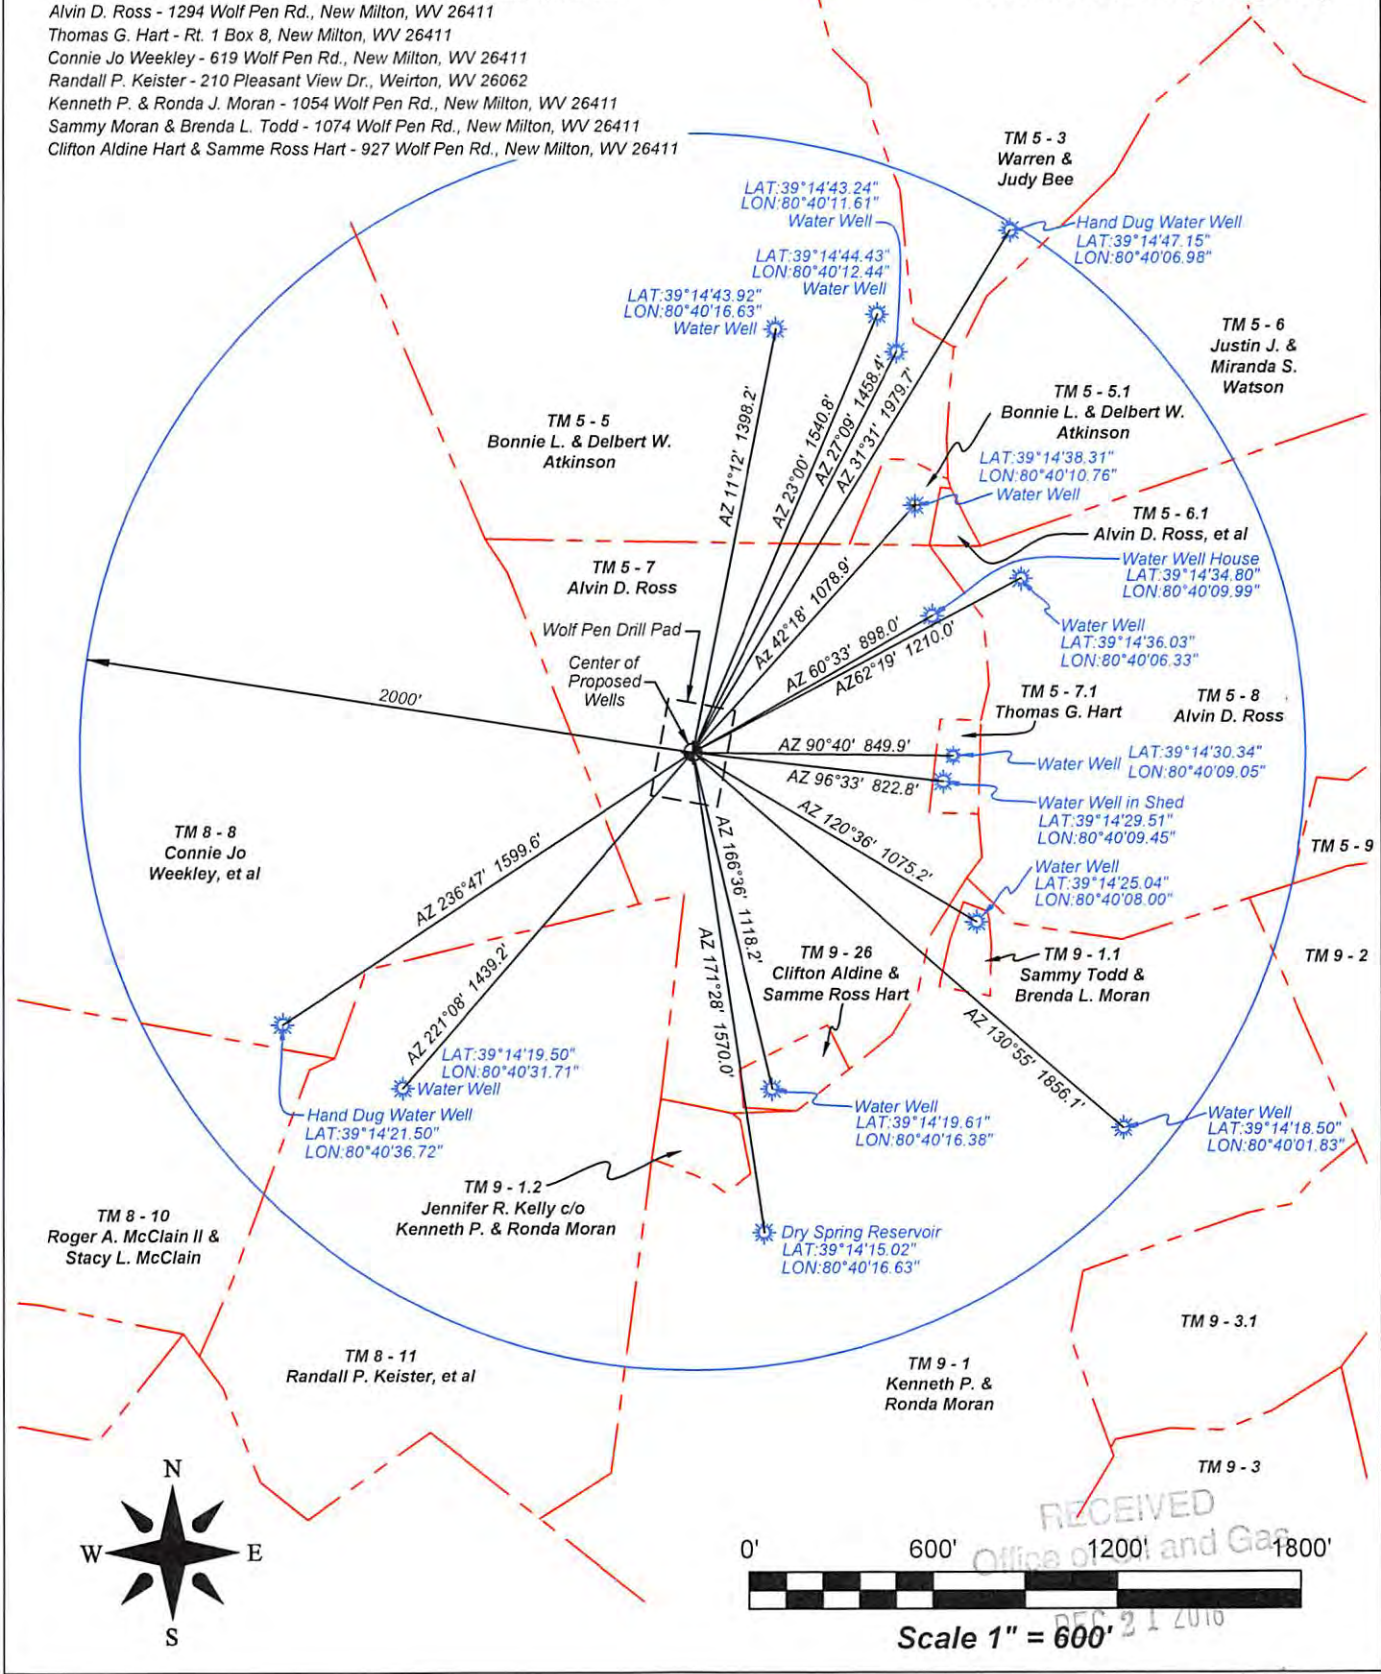 Alvin D. Ross - 1294 Wolf Pen Rd., New Milton, WV 26411
Thomas G. Hart - Rt. 1 Box 8, New Milton, WV 26411
Connie Jo Weekley - 619 Wolf Pen Rd., New Milton, WV 26411
Randall P. Keister - 210 Pleasant View Dr., Weirton, WV 26062
Kenneth P. & Ronda J. Moran - 1054 Wolf Pen Rd., New Milton, WV 26411
Sammy Moran & Brenda L. Todd - 1074 Wolf Pen Rd., New Milton, WV 26411
Clifton Aldine Hart & Samme Ross Hart - 927 Wolf Pen Rd., New Milton, WV 26411
TM 5 - 3
Warren &
Judy Bee
LAT:39°14'43.24"
LON:80°40'11.61"
Water Well
Hand Dug Water Well
LAT:39°14'47.15"
LON:80°40'06.98"
LAT:39°14'44.43"
LON:80°40'12.44"
Water Well
LAT:39°14'43.92"
LON:80°40'16.63"
Water Well
TM 5 - 6
Justin J. &
Miranda S.
Watson
TM 5 - 5.1
Bonnie L. & Delbert W.
Atkinson
TM 5 - 5
Bonnie L. & Delbert W.
Atkinson
AZ 11°12' 1398.2'
AZ 23°00' 1540.8'
AZ 27°09' 1458.4'
AZ 31°31' 1979.7'
LAT:39°14'38.31"
LON:80°40'10.76"
Water Well
TM 5 - 6.1
Alvin D. Ross, et al
TM 5 - 7
Alvin D. Ross
Water Well House
LAT:39°14'34.80"
LON:80°40'09.99"
Az 42°18' 1078.9'
Wolf Pen Drill Pad
Water Well
LAT:39°14'36.03"
LON:80°40'06.33"
AZ 60°33' 898.0'
AZ62°19' 1210.0'
Center of
Proposed
Wells
2000'
TM 5 - 7.1
Thomas G. Hart
TM 5 - 8
Alvin D. Ross
AZ 90°40' 849.9'
Water Well
LAT:39°14'30.34"
LON:80°40'09.05"
AZ 96°33' 822.8'
Water Well in Shed
LAT:39°14'29.51"
LON:80°40'09.45"
TM 8 - 8
Connie Jo
Weekley, et al
AZ 120°36' 1075.2'
TM 5 - 9
AZ 236°47' 1599.6'
AZ 166°36' 1118.2'
Water Well
LAT:39°14'25.04"
LON:80°40'08.00"
AZ 221°08' 1439.2'
AZ 171°28' 1570.0'
TM 9 - 26
Clifton Aldine &
Samme Ross Hart
TM 9 - 1.1
Sammy Todd &
Brenda L. Moran
TM 9 - 2
AZ 130°55' 1856.1'
LAT:39°14'19.50"
LON:80°40'31.71"
Water Well
Hand Dug Water Well
LAT:39°14'21.50"
LON:80°40'36.72"
Water Well
LAT:39°14'19.61"
LON:80°40'16.38"
Water Well
LAT:39°14'18.50"
LON:80°40'01.83"
TM 9 - 1.2
Jennifer R. Kelly c/o
Kenneth P. & Ronda Moran
TM 8 - 10
Roger A. McClain II &
Stacy L. McClain
Dry Spring Reservoir
LAT:39°14'15.02"
LON:80°40'16.63"
TM 9 - 3.1
TM 8 - 11
Randall P. Keister, et al
TM 9 - 1
Kenneth P. &
Ronda Moran
TM 9 - 3
N
W E
S
RECEIVED
Office of Oil and Gas
0' 600' 1200' 1800'
DEC 21 2016
Scale 1" = 600'